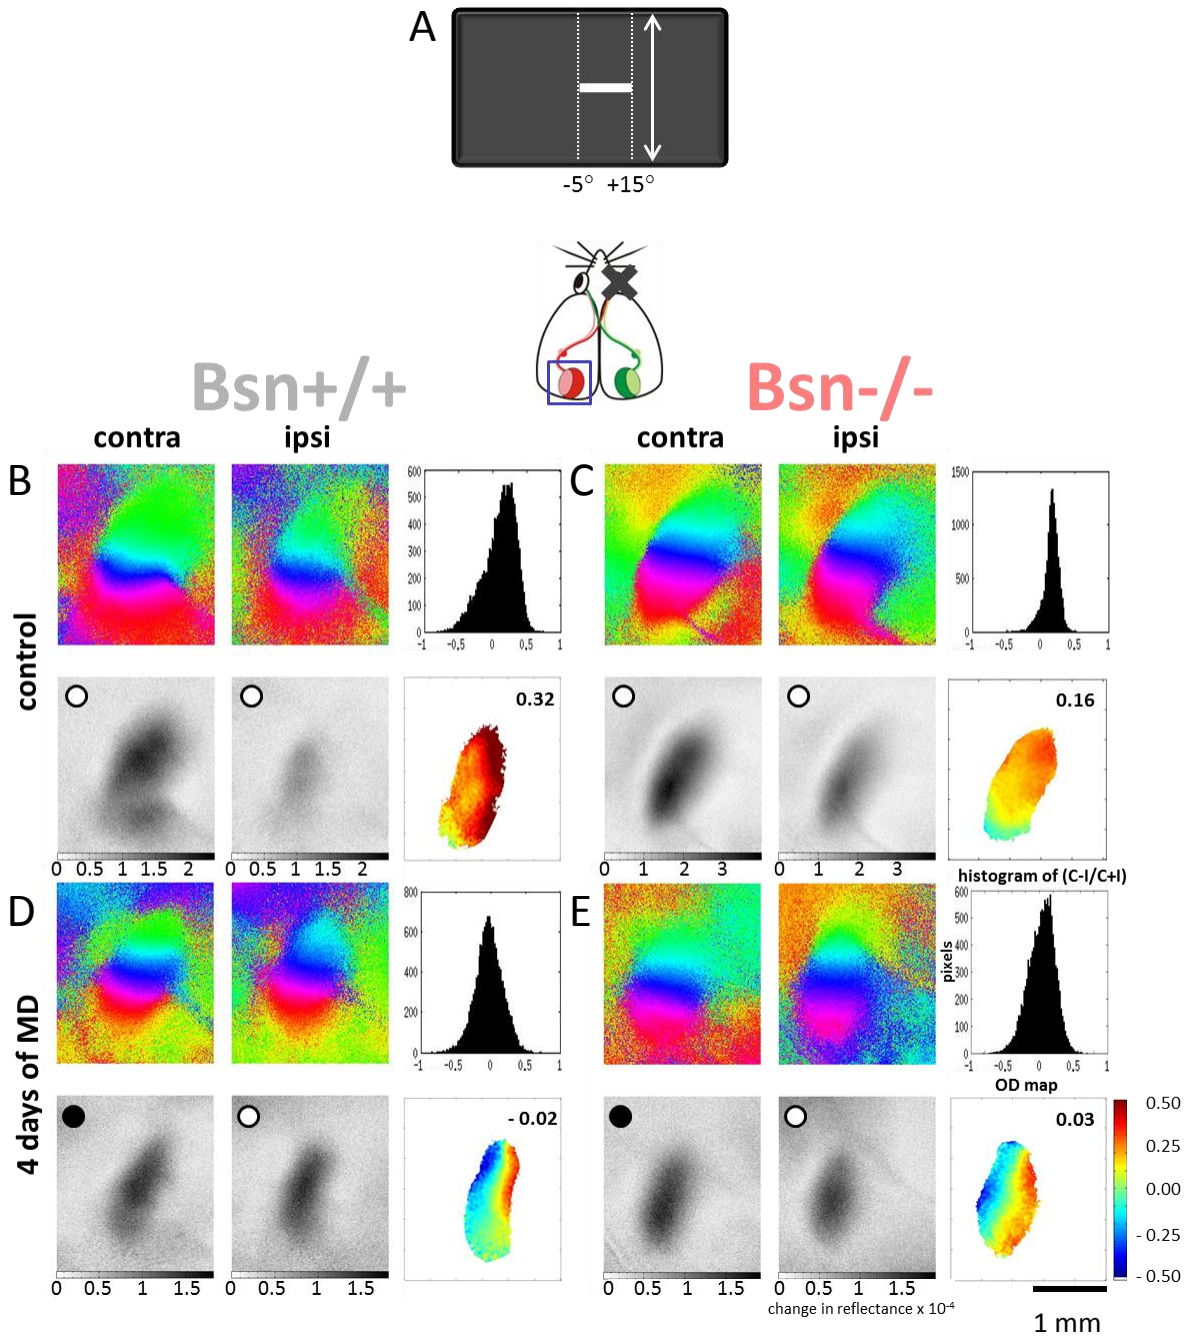 A
-5° +15°
Bsn+/+ Bsn-/-
contra ipsi contra ipsi
B C
600
500
400
300
200
100
0
-1 -0.5 0 0.5 1
1500
1000
500
0
-1 -0.5 0 0.5 1
control
0.32
0.16
0 0.5 1 1.5 2
0 0.5 1 1.5 2
1 2 3
0 1 2 3
histogram of (C-I/C+I)
D E
800
600
400
200
0
-1 -0.5 0 0.5 1
pixels
600
500
400
300
200
100
0
-1 -0.5 0 0.5 1
4 days of MD
OD map
- 0.02
0.03
0.50
0.25
0.00
- 0.25
- 0.50
0 0.5 1 1.5
0 0.5 1 1.5
0 0.5 1 1.5
0 0.5 1 1.5
change in reflectance x 10-4
1 mm